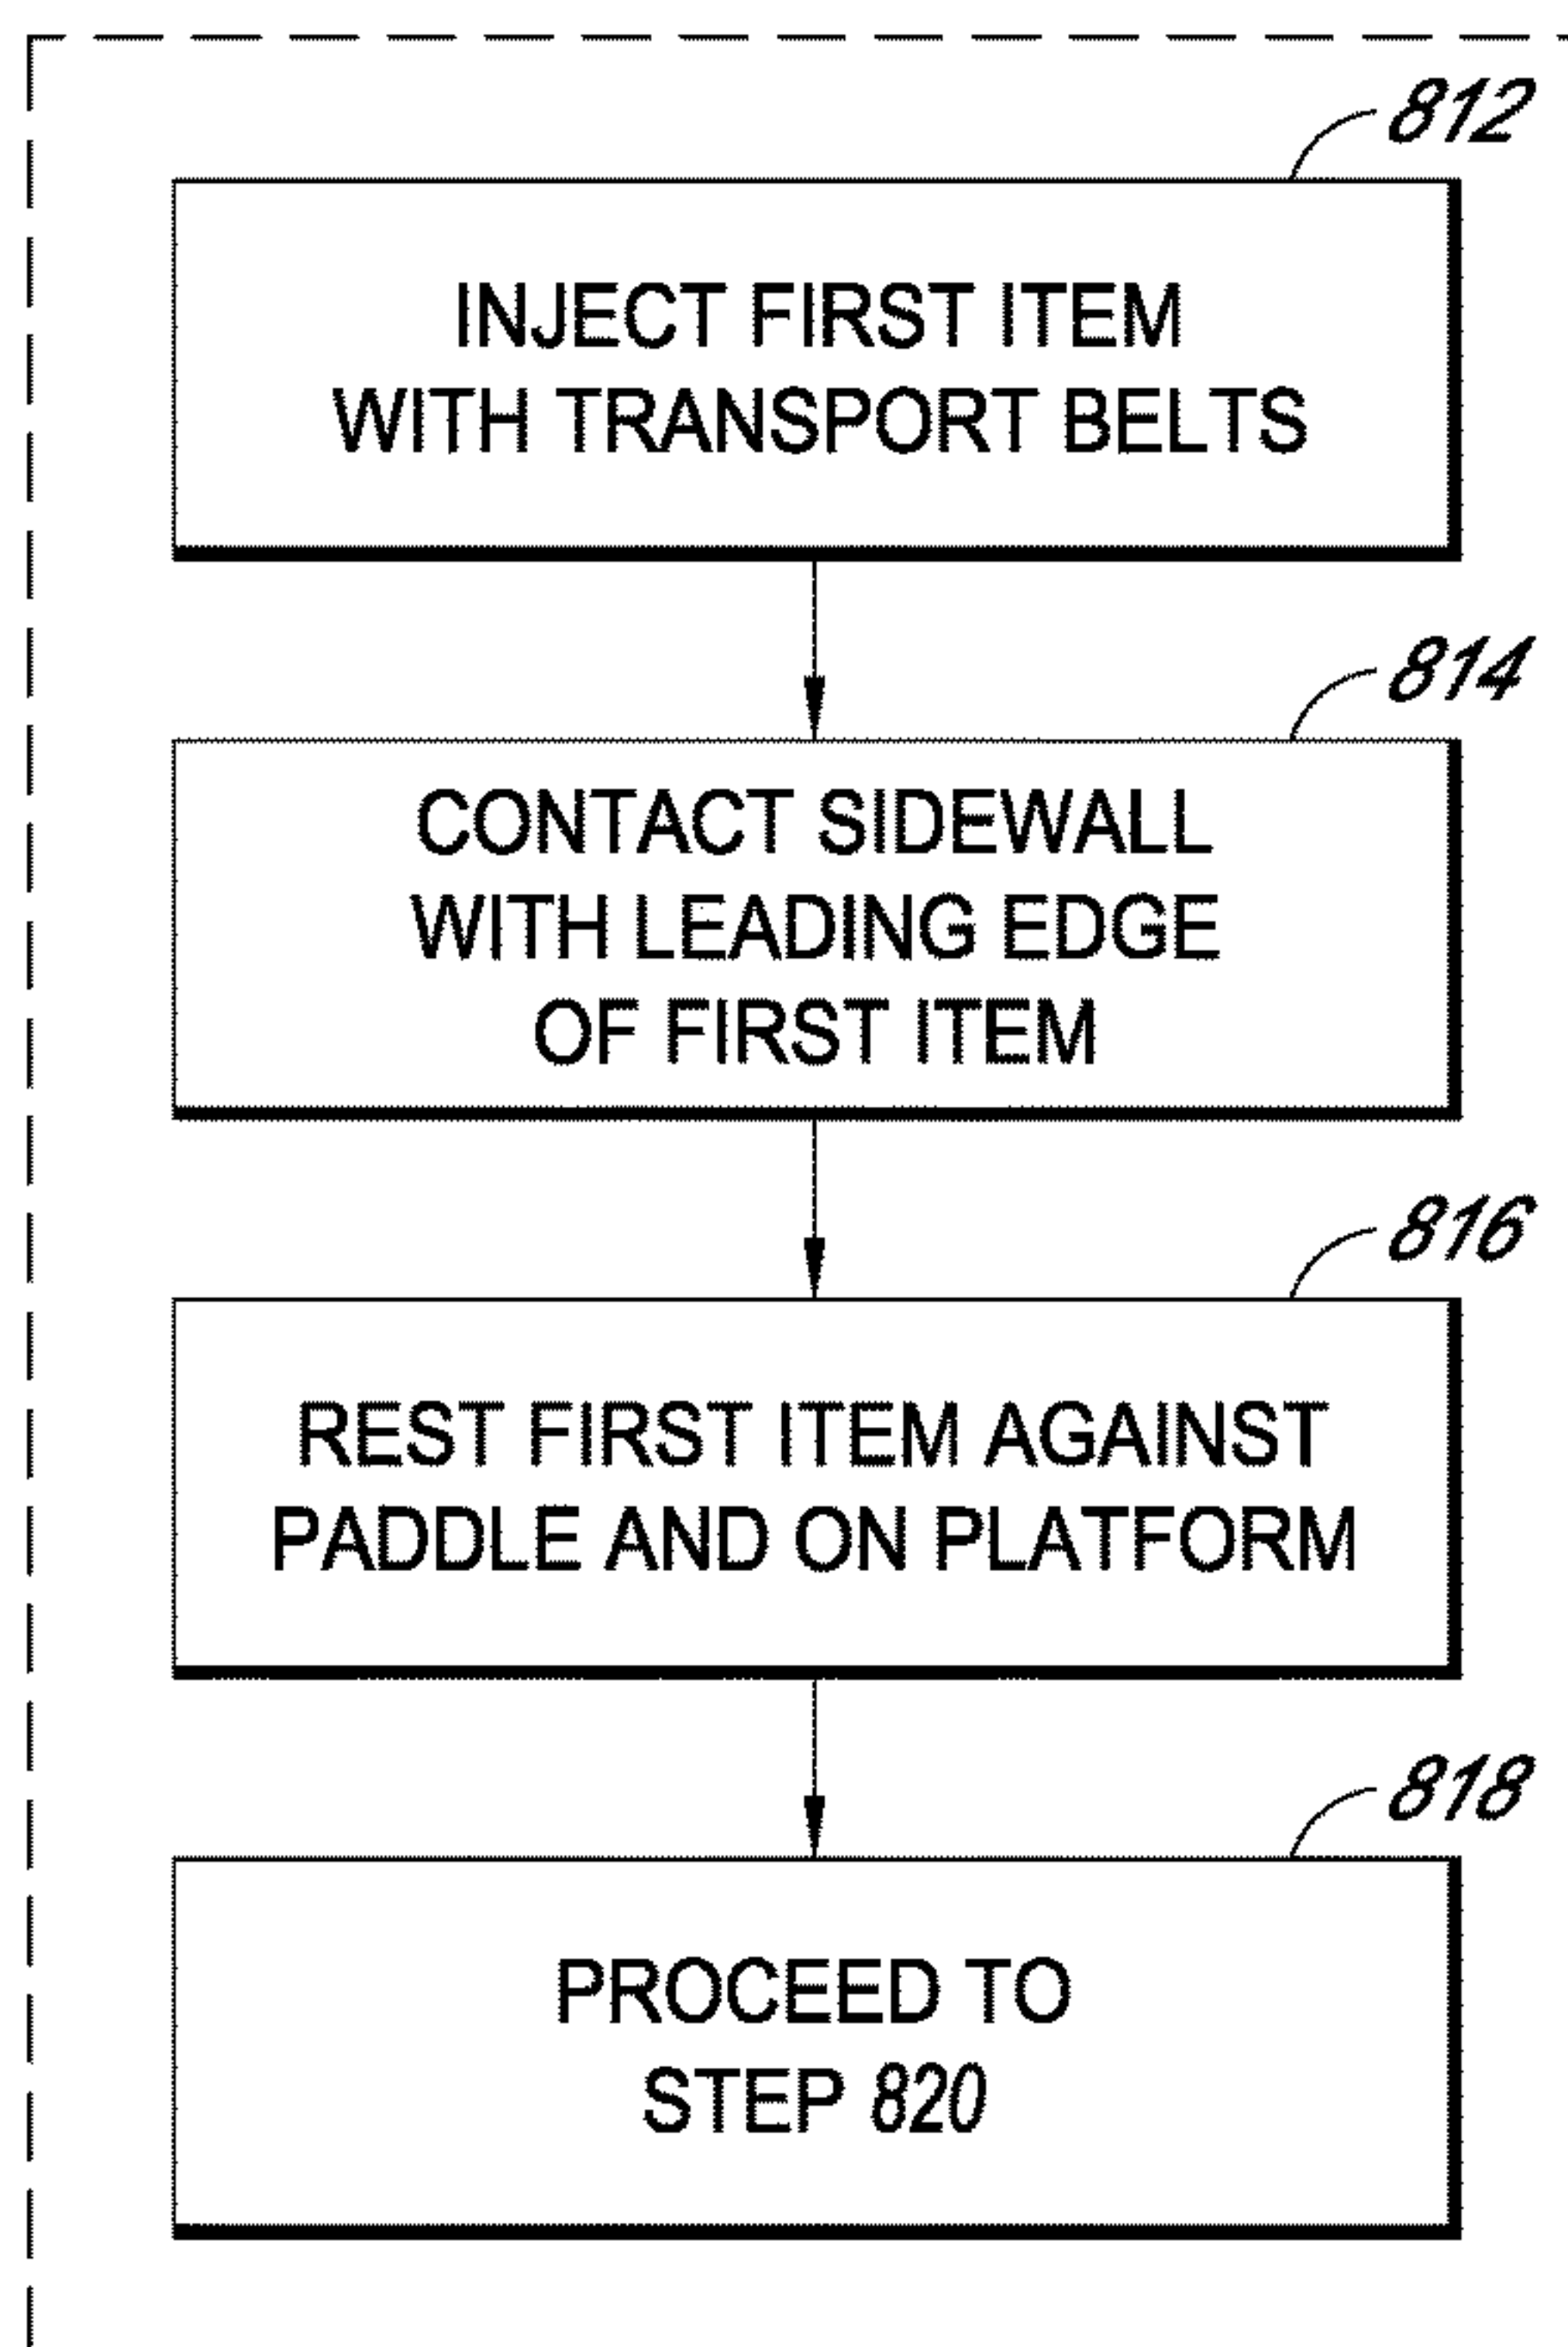 812
INJECT FIRST ITEM
WITH TRANSPORT BELTS
814
CONTACT SIDEWALL
WITH LEADING EDGE
OF FIRST ITEM
816
REST FIRST ITEM AGAINST
PADDLE AND ON PLATFORM
818
PROCEED TO
STEP 820